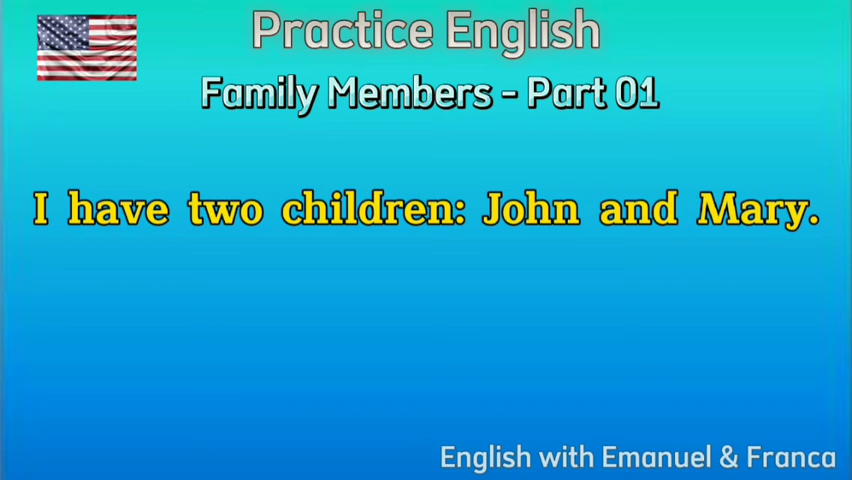 Practice English
Family Members - Part 01
I have two children: John and Mary.
English with Emanuel & Franca